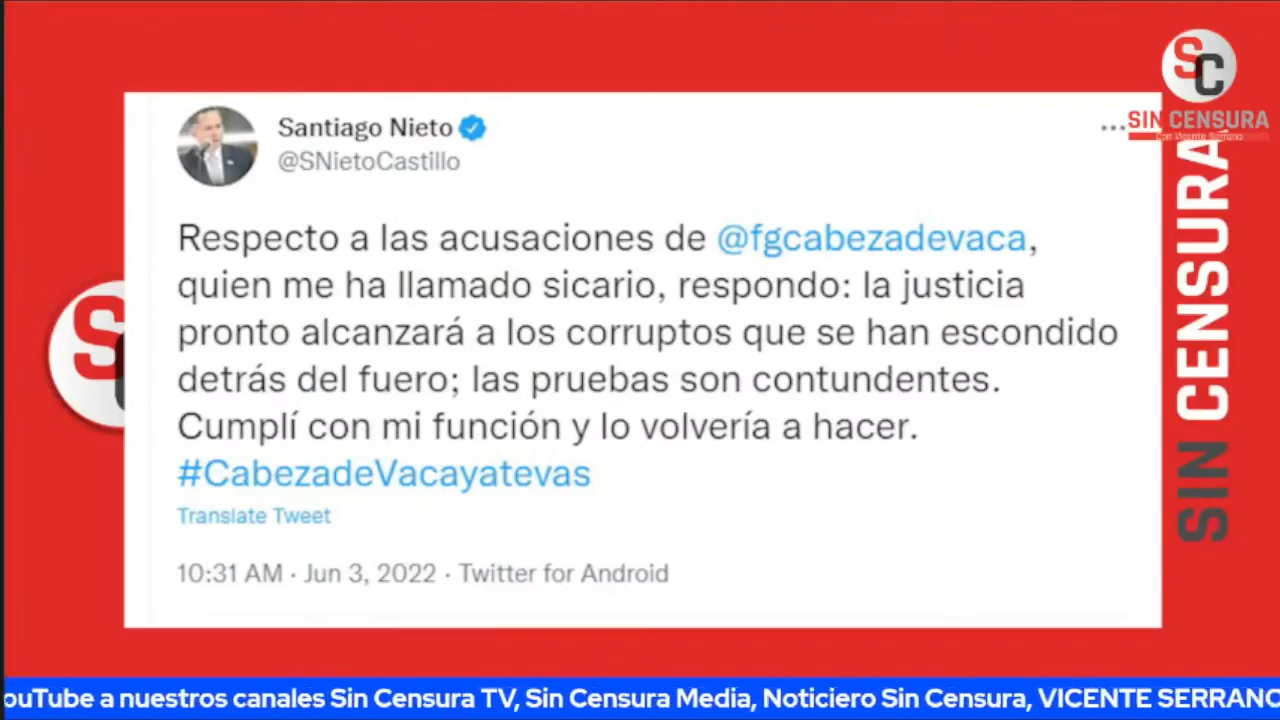 Santiago Nieto
@SNietoCastillo
Respecto a las acusaciones de @fgcabezadevaca,
quien me ha llamado sicario, respondo: la justicia
pronto alcanzará a los corruptos que se han escondido
detrás del fuero; las pruebas son contundentes.
Cumplí con mi función y lo volvería a hacer.
#CabezadeVacayatevas
Translate Tweet
10:31 AM · Jun 3, 2022 · Twitter for Android
SC
SIN CENSURA
Con Vicente Serrano
SIN CENSURA
S
ouTube a nuestros canales Sin Censura TV, Sin Censura Media, Noticiero Sin Censura, VICENTE SERRANO